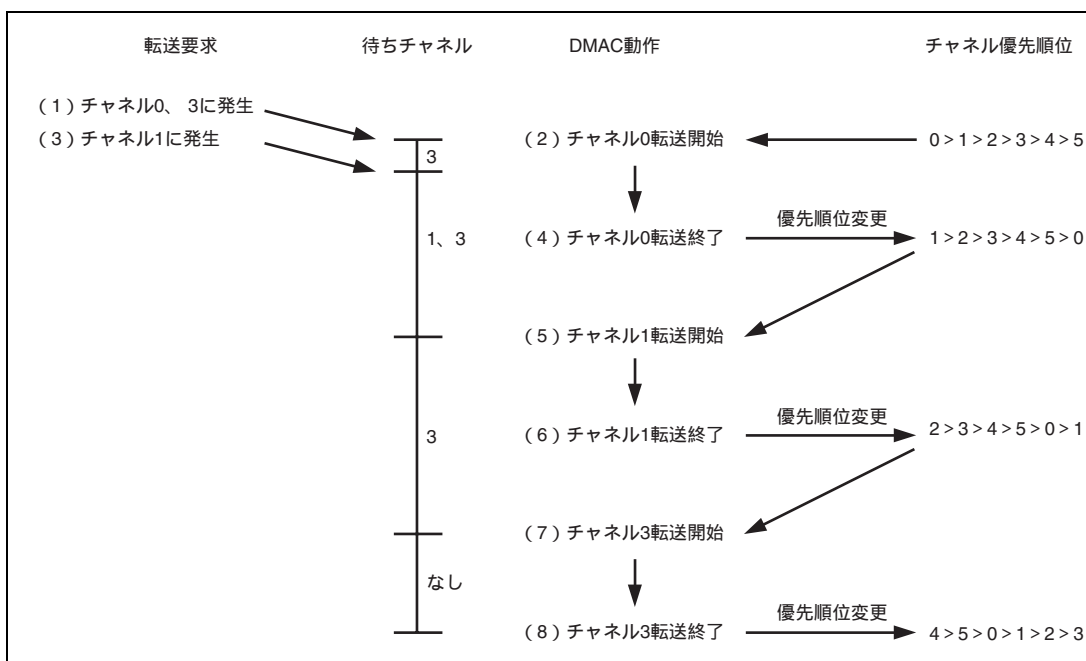 転送要求 待ちチャネル DMAC動作 チャネル優先順位
(1)チャネル0、3に発生
(3)チャネル1に発生 (2)チャネル0転送開始 0>1>2>3>4>5
3
優先順位変更
1、3 (4)チャネル0転送終了 1>2>3>4>5>0
(5)チャネル1転送開始
優先順位変更
3 (6)チャネル1転送終了 2>3>4>5>0>1
(7)チャネル3転送開始
なし
優先順位変更
(8)チャネル3転送終了 4>5>0>1>2>3